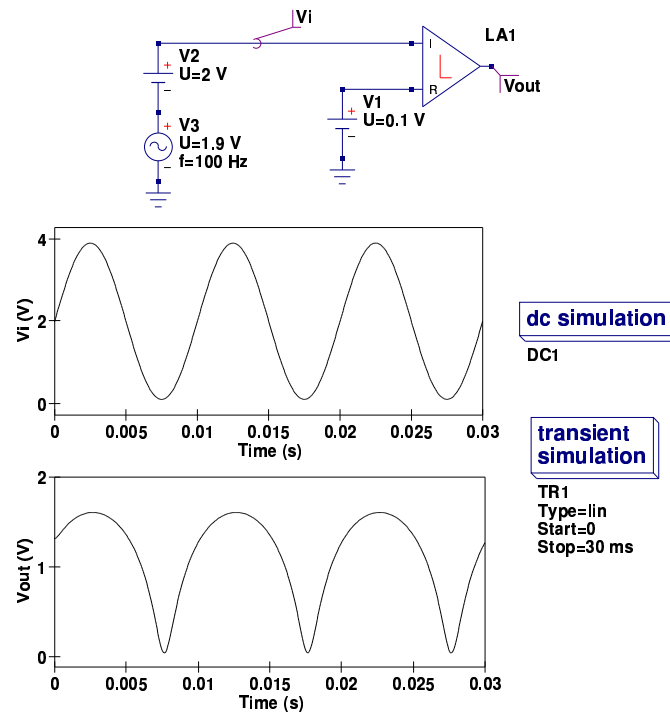 Vi
LA1
V2
U=2 V
I
L
R
Vout
V1
U=0.1 V
V3
U=1.9 V
f=100 Hz
4
2
0
Vi (V)
0 0.005 0.01 0.015 0.02 0.025 0.03
Time (s)
dc simulation
DC1
transient
simulation
TR1
Type=lin
Start=0
Stop=30 ms
2
1
0
Vout (V)
0 0.005 0.01 0.015 0.02 0.025 0.03
Time (s)